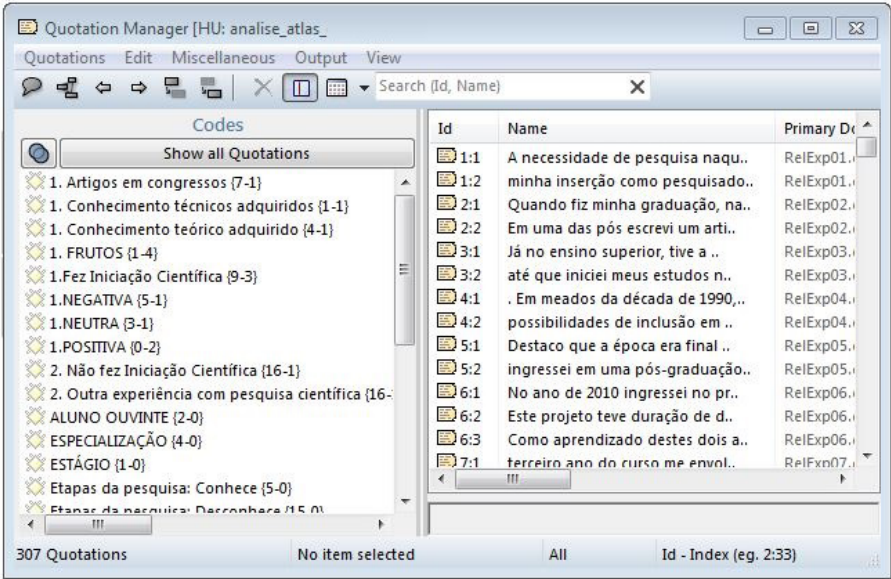 Quotation Manager [HU: analise_atlas_
Quotations Edit Miscellaneous Output View
Search (Id, Name)
Codes
Show all Quotations
1. Artigos em congressos {7-1}
1. Conhecimento técnicos adquiridos {1-1}
1. Conhecimento teórico adquirido {4-1}
1. FRUTOS {1-4}
1.Fez Iniciação Científica {9-3}
1.NEGATIVA {5-1}
1.NEUTRA {3-1}
1.POSITIVA {0-2}
2. Não fez Iniciação Científica {16-1}
2. Outra experiência com pesquisa científica {16-
ALUNO OUVINTE {2-0}
ESPECIALIZAÇÃO {4-0}
ESTÁGIO {1-0}
Etapas da pesquisa: Conhece {5-0}
Etapas da pesquisa: Desconhece {15-0}
Id Name Primary Do
1:1 A necessidade de pesquisa naqu.. RelExp01.
1:2 minha inserção como pesquisado.. RelExp01.
2:1 Quando fiz minha graduação, na.. RelExp02.
2:2 Em uma das pós escrevi um arti.. RelExp02.
3:1 Já no ensino superior, tive a .. RelExp03.
3:2 até que iniciei meus estudos n.. RelExp03.
4:1 . Em meados da década de 1990,.. RelExp04.
4:2 possibilidades de inclusão em .. RelExp04.
5:1 Destaco que a época era final .. RelExp05.
5:2 ingressei em uma pós-graduação.. RelExp05.
6:1 No ano de 2010 ingressei no pr.. RelExp06.
6:2 Este projeto teve duração de d.. RelExp06.
6:3 Como aprendizado destes dois a.. RelExp06.
7:1 terceiro ano do curso me envol.. RelExp07.
307 Quotations No item selected All Id - Index (eg. 2:33)